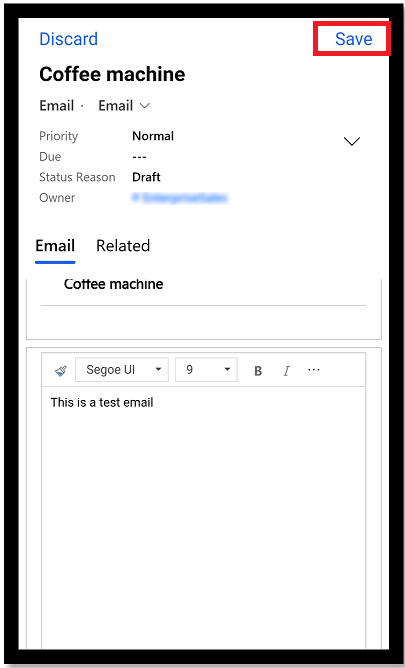 Discard Save
Coffee machine
Email · Email
Priority Normal
Due ---
Status Reason Draft
Owner
Email Related
Coffee machine
Segoe UI 9 B I ...
This is a test email